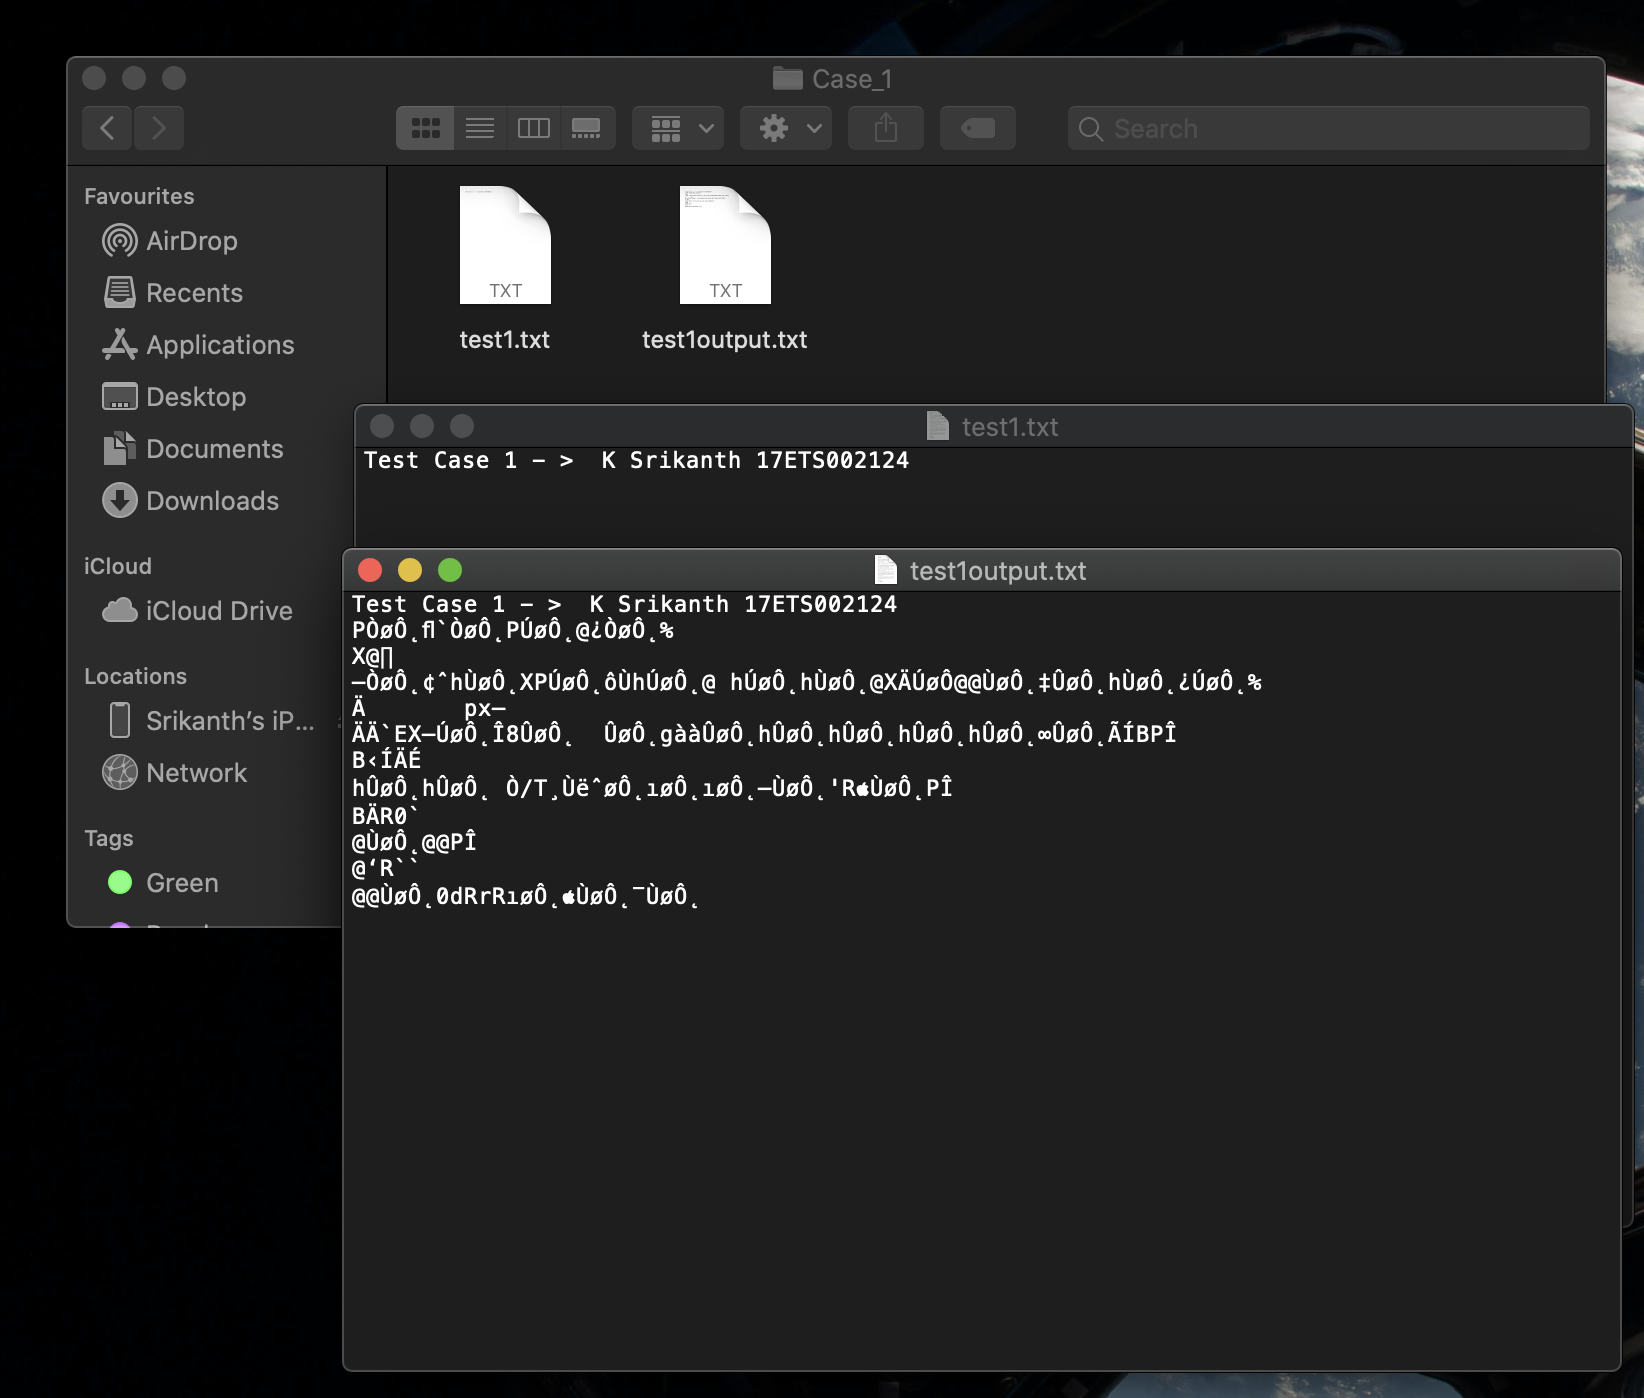 Case_1
Search
Favourites
AirDrop
Recents
Applications
Desktop
Documents
Downloads
iCloud
iCloud Drive
Locations
Srikanth's iP...
Network
Tags
Green
TXT
test1.txt
TXT
test1output.txt
test1.txt
Test Case 1 - >  K Srikanth 17ETS002124
test1output.txt
Test Case 1 - >  K Srikanth 17ETS002124
PÒøÔ˛ﬂ`ÒøÔ˛PÚøÔ˛@¿ÒøÔ˛%
X@∏
—ÒøÔ˛¢ˆhÙøÔ˛XPÚøÔ˛ôÙhÚøÔ˛@ hÚøÔ˛hÙøÔ˛@XÄÚøÔ@@ÙøÔ˛‡ÛøÔ˛hÙøÔ˛¿ÚøÔ˛%
Ä       px—
ÄÄ`EX—ÚøÔ˛Î8ÛøÔ˛  ÛøÔ˛gààÛøÔ˛hÛøÔ˛hÛøÔ˛hÛøÔ˛hÛøÔ˛∞ÛøÔ˛ÃÍBPÎ
B‹ÍÄÉ
hÛøÔ˛hÛøÔ˛ Ò/T¸ÙëˆøÔ˛ıøÔ˛ıøÔ˛—ÙøÔ˛'RÙøÔ˛PÎ
BÄR0`
@ÙøÔ˛@@PÎ
@‘R``
@@ÙøÔ˛0dRrRıøÔ˛ÙøÔ˛¯ÙøÔ˛